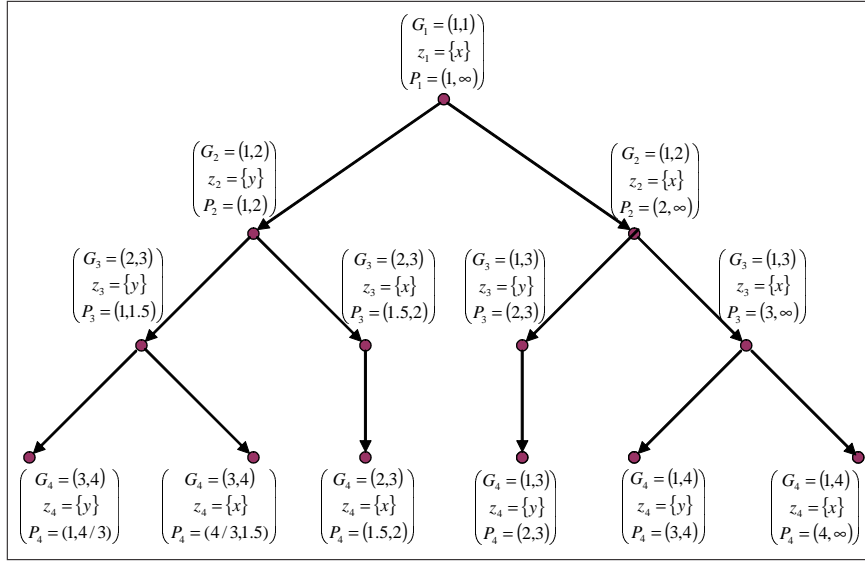 G₁ = (1,1)
z₁ = {x}
P₁ = (1,∞)
G₂ = (1,2)
z₂ = {y}
P₂ = (1,2)
G₂ = (1,2)
z₂ = {x}
P₂ = (2,∞)
G₃ = (2,3)
z₃ = {y}
P₃ = (1,1.5)
G₃ = (2,3)
z₃ = {x}
P₃ = (1.5,2)
G₃ = (1,3)
z₃ = {y}
P₃ = (2,3)
G₃ = (1,3)
z₃ = {x}
P₃ = (3,∞)
G₄ = (3,4)
z₄ = {y}
P₄ = (1,4/3)
G₄ = (3,4)
z₄ = {x}
P₄ = (4/3,1.5)
G₄ = (2,3)
z₄ = {x}
P₄ = (1.5,2)
G₄ = (1,3)
z₄ = {y}
P₄ = (2,3)
G₄ = (1,4)
z₄ = {y}
P₄ = (3,4)
G₄ = (1,4)
z₄ = {x}
P₄ = (4,∞)